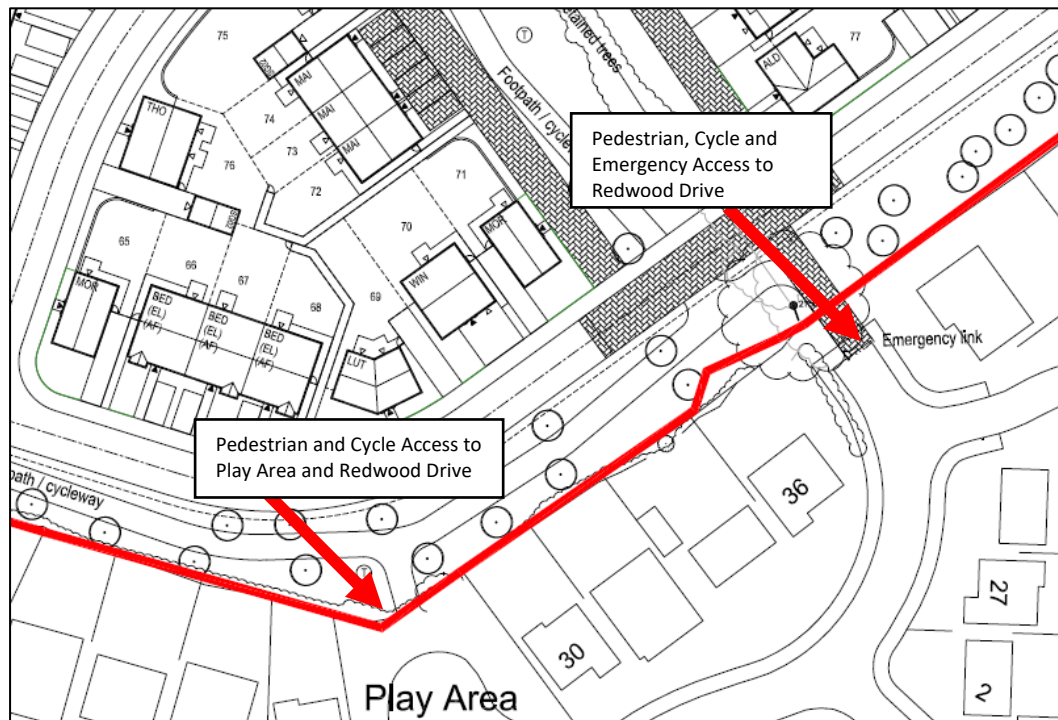 75
etained trees
T
77
ALD
S002
MAI
MAI
MAI
THO
74
73
72
76
Footpath / cycle
Pedestrian, Cycle and
Emergency Access to
Redwood Drive
71
70
MOR
WIN
65
66
67
68
69
MOR
BED
(EL)
(AF)
BED
(EL)
(AF)
BED
(EL)
(AF)
LUT
Emergency link
Pedestrian and Cycle Access to
Play Area and Redwood Drive
path / cycleway
T
36
30
27
2
Play Area